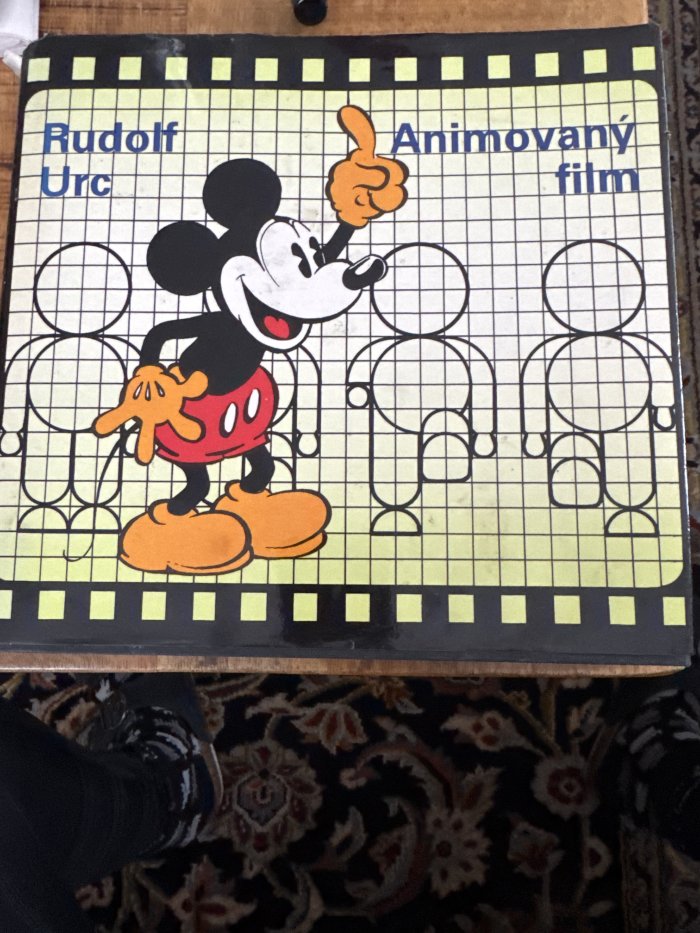 Rudolf
Urc
Animovaný
film